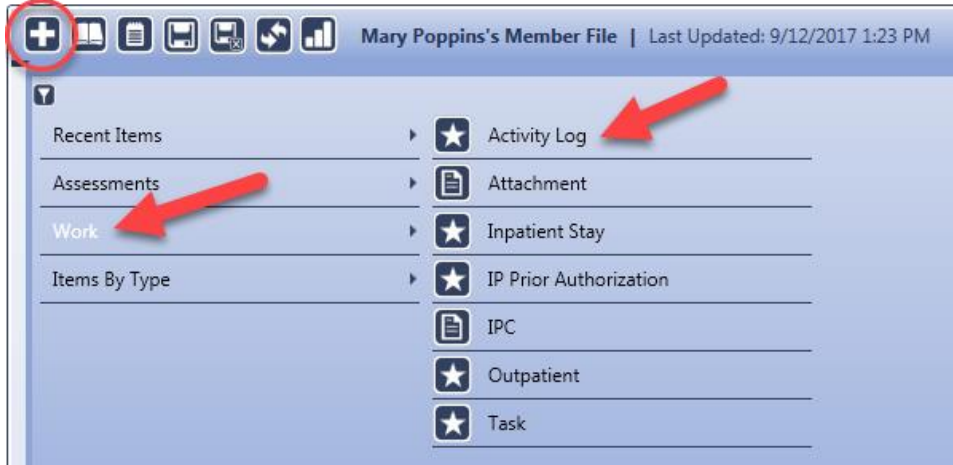 Mary Poppins's Member File | Last Updated: 9/12/2017 1:23 PM
Recent Items
Assessments
Work
Items By Type
Activity Log
Attachment
Inpatient Stay
IP Prior Authorization
IPC
Outpatient
Task